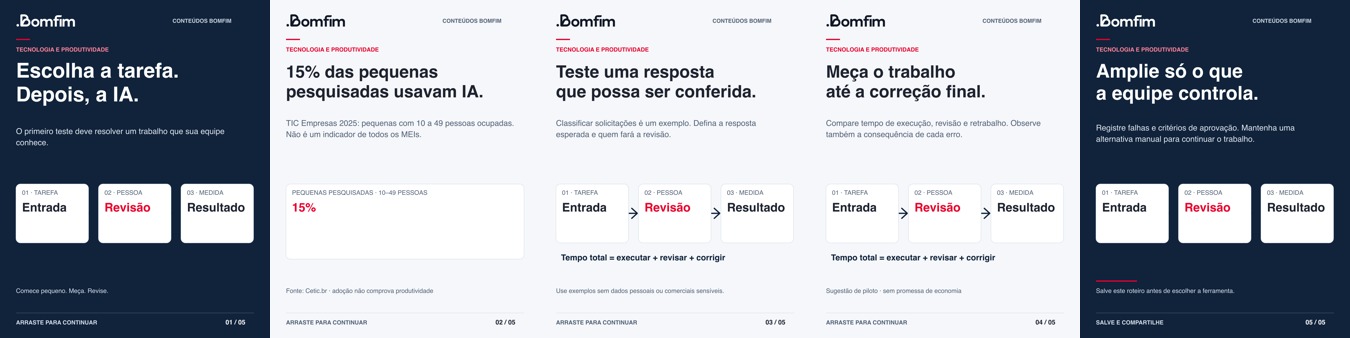 .Bomfim
CONTEÚDOS BOMFIM
TECNOLOGIA E PRODUTIVIDADE
Escolha a tarefa.
Depois, a IA.
O primeiro teste deve resolver um trabalho que sua equipe
conhece.
01 · TAREFA
Entrada
02 · PESSOA
Revisão
03 · MEDIDA
Resultado
Comece pequeno. Meça. Revise.
ARRASTE PARA CONTINUAR
01 / 05
.Bomfim
CONTEÚDOS BOMFIM
TECNOLOGIA E PRODUTIVIDADE
15% das pequenas
pesquisadas usavam IA.
TIC Empresas 2025: pequenas com 10 a 49 pessoas ocupadas.
Não é um indicador de todos os MEIs.
PEQUENAS PESQUISADAS · 10–49 PESSOAS
15%
Fonte: Cetic.br · adoção não comprova produtividade
ARRASTE PARA CONTINUAR
02 / 05
.Bomfim
CONTEÚDOS BOMFIM
TECNOLOGIA E PRODUTIVIDADE
Teste uma resposta
que possa ser conferida.
Classificar solicitações é um exemplo. Defina a resposta
esperada e quem fará a revisão.
01 · TAREFA
Entrada
02 · PESSOA
Revisão
03 · MEDIDA
Resultado
Tempo total = executar + revisar + corrigir
Use exemplos sem dados pessoais ou comerciais sensíveis.
ARRASTE PARA CONTINUAR
03 / 05
.Bomfim
CONTEÚDOS BOMFIM
TECNOLOGIA E PRODUTIVIDADE
Meça o trabalho
até a correção final.
Compare tempo de execução, revisão e retrabalho. Observe
também a consequência de cada erro.
01 · TAREFA
Entrada
02 · PESSOA
Revisão
03 · MEDIDA
Resultado
Tempo total = executar + revisar + corrigir
Sugestão de piloto · sem promessa de economia
ARRASTE PARA CONTINUAR
04 / 05
.Bomfim
CONTEÚDOS BOMFIM
TECNOLOGIA E PRODUTIVIDADE
Amplie só o que
a equipe controla.
Registre falhas e critérios de aprovação. Mantenha uma
alternativa manual para continuar o trabalho.
01 · TAREFA
Entrada
02 · PESSOA
Revisão
03 · MEDIDA
Resultado
Salve este roteiro antes de escolher a ferramenta.
SALVE E COMPARTILHE
05 / 05